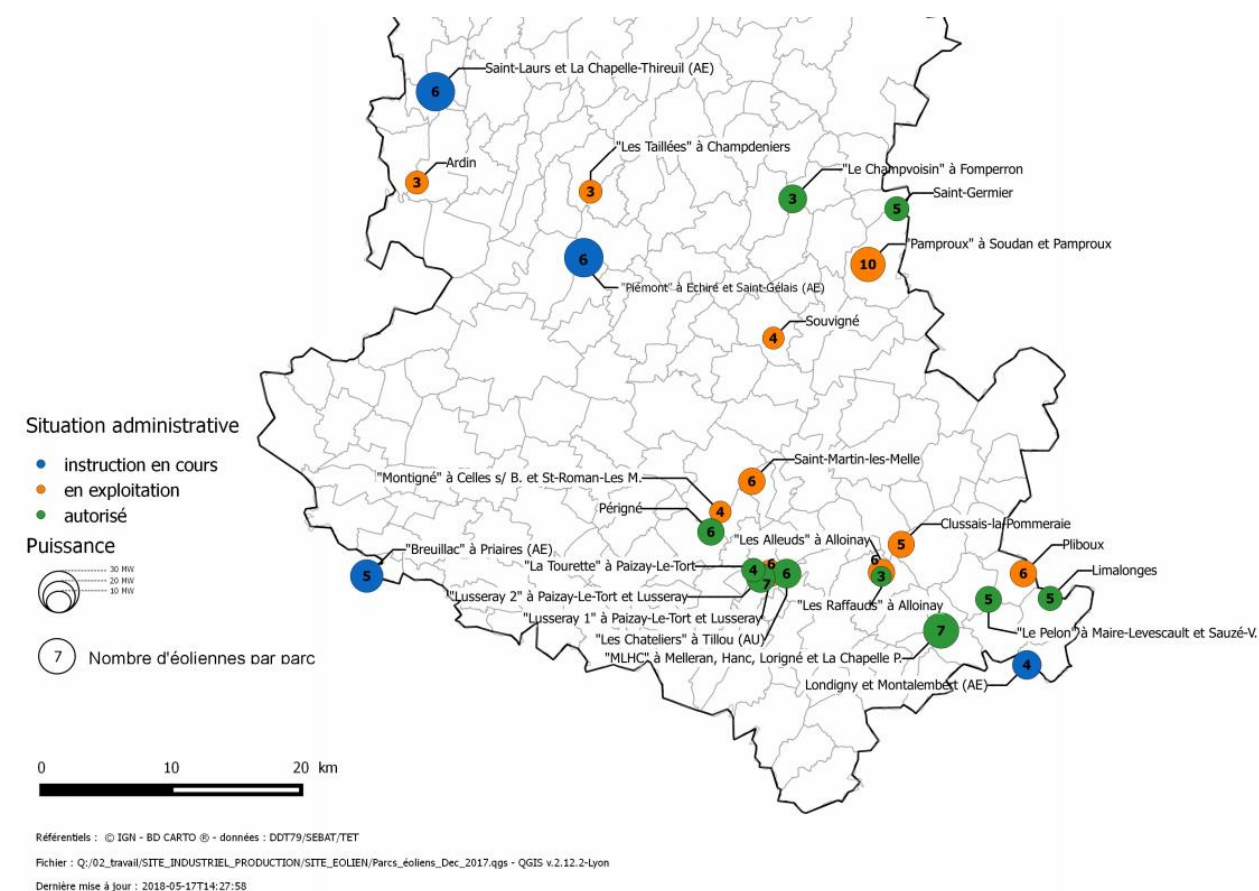 Saint-Laurs et La Chapelle-Thireuil (AE)
6
"Les Taillées" à Champdeniers
Ardin
3
3
"Le Champvoisin" à Fomperron
3
Saint-Germier
5
"Pamproux" à Soudan et Pamproux
10
6
"Piémont" à Echiré et Saint-Gélais (AE)
Souvigné
4
Situation administrative
instruction en cours
en exploitation
autorisé
Puissance
30 MW
20 MW
10 MW
7 Nombre d'éoliennes par parc
Saint-Martin-les-Melle
6
"Montigné" à Celles s/ B. et St-Roman-Les M.
4
Périgné
6
Clussais-la-Pommeraie
5
"Les Alleuds" à Alloinay
6
3
"Les Raffauds" à Alloinay
Pliboux
6
Limalonges
5
"Breuillac" à Priaires (AE)
5
"La Tourette" à Paizay-Le-Tort
4
6
7
6
"Lusseray 2" à Paizay-Le-Tort et Lusseray
"Lusseray 1" à Paizay-Le-Tort et Lusseray
"Les Chateliers" à Tillou (AU)
5
"Le Pelon" à Maire-Levescault et Sauzé-V.
7
"MLHC" à Melleran, Hanc, Lorigné et La Chapelle P.
4
Londigny et Montalembert (AE)
0 10 20 km
Référentiels : © IGN - BD CARTO ® - données : DDT79/SEBAT/TET
Fichier : Q:/02_travail/SITE_INDUSTRIEL_PRODUCTION/SITE_EOLIEN/Parcs_éoliens_Dec_2017.qgs - QGIS v.2.12.2-Lyon
Dernière mise à jour : 2018-05-17T14:27:58